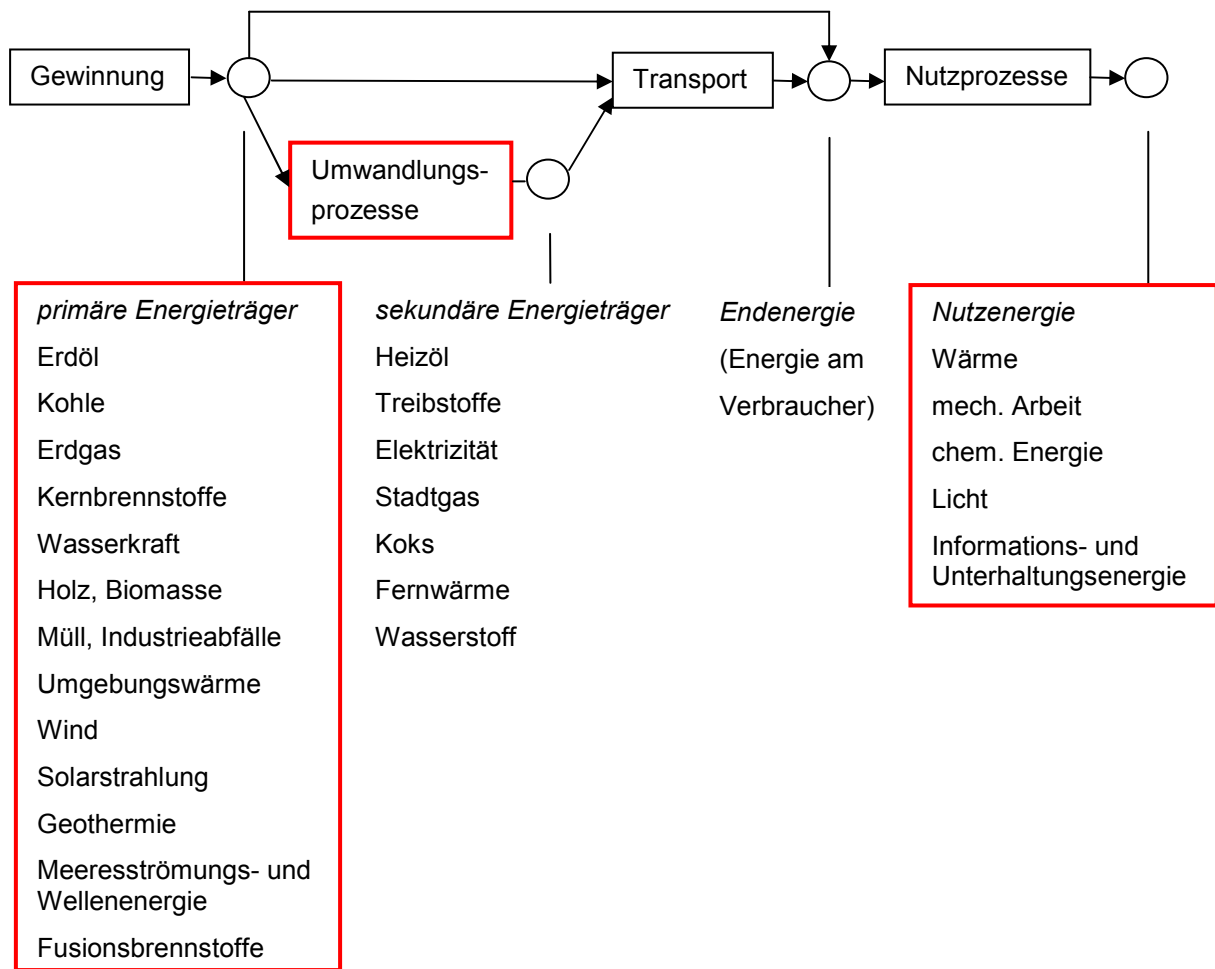 Gewinnung
Transport
Nutzprozesse
Umwandlungs-
prozesse
primäre Energieträger
Erdöl
Kohle
Erdgas
Kernbrennstoffe
Wasserkraft
Holz, Biomasse
Müll, Industrieabfälle
Umgebungswärme
Wind
Solarstrahlung
Geothermie
Meeresströmungs- und
Wellenenergie
Fusionsbrennstoffe
sekundäre Energieträger
Heizöl
Treibstoffe
Elektrizität
Stadtgas
Koks
Fernwärme
Wasserstoff
Endenergie
(Energie am
Verbraucher)
Nutzenergie
Wärme
mech. Arbeit
chem. Energie
Licht
Informations- und
Unterhaltungsenergie